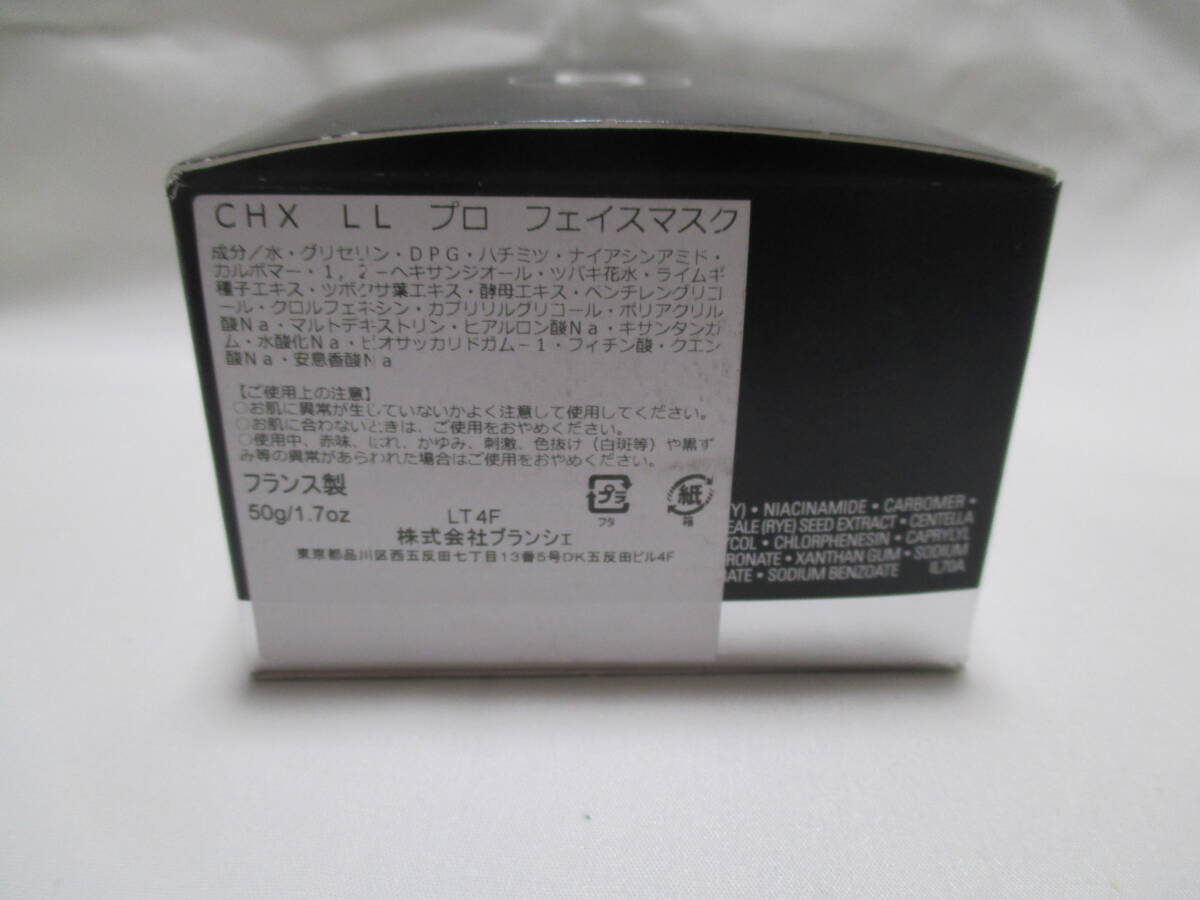 CHX LL プロ フェイスマスク
成分/水・グリセリン・DPG・ハチミツ・ナイアシンアミド・
カルボマー・1,2-ヘキサンジオール・ツバキ花水・ライムギ
種子エキス・ツボクサ葉エキス・酵母エキス・ペンチレングリコ
ール・クロルフェネシン・カプリリルグリコール・ポリアクリル
酸Na・マルトデキストリン・ヒアルロン酸Na・キサンタンガ
ム・水酸化Na・ビオサッカリドガム-1・フィチン酸・クエン
酸Na・安息香酸Na
【ご使用上の注意】
○お肌に異常が生じていないかよく注意して使用してください。
○お肌に合わないときは、ご使用をおやめください。
○使用中、赤味、はれ、かゆみ、刺激、色抜け(白斑等)や黒ず
み等の異常があらわれた場合はご使用をおやめください。
フランス製
50g/1.7oz LT4F
プラ
フタ
紙
箱
株式会社ブランシェ
東京都品川区西五反田七丁目13番5号DK五反田ビル4F
Y) • NIACINAMIDE • CARBOMER •
EALE (RYE) SEED EXTRACT • CENTELLA
YCOL • CHLORPHENESIN • CAPRYLYL
RONATE • XANTHAN GUM • SODIUM
ATE • SODIUM BENZOATE IL70A